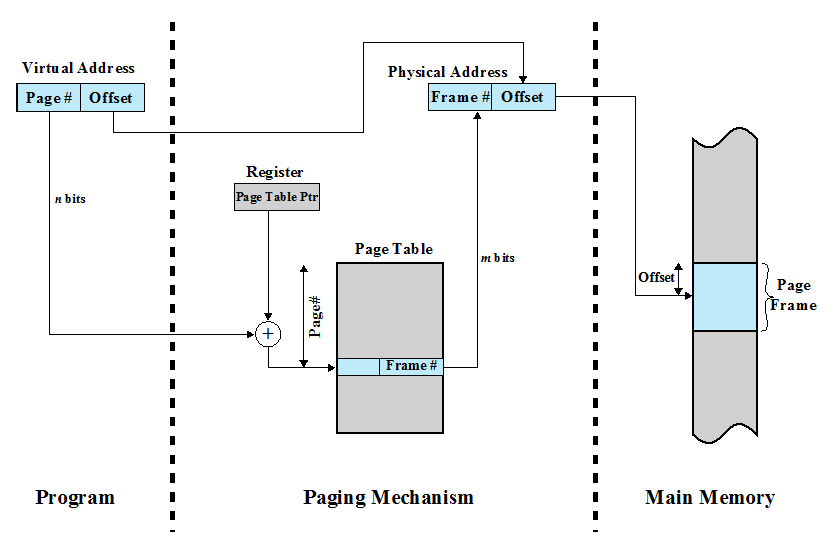 Virtual Address
Page # Offset
Physical Address
Frame # Offset
n bits
Register
Page Table Ptr
Page Table
m bits
Page#
+
Frame #
Offset
Page
Frame
Program
Paging Mechanism
Main Memory